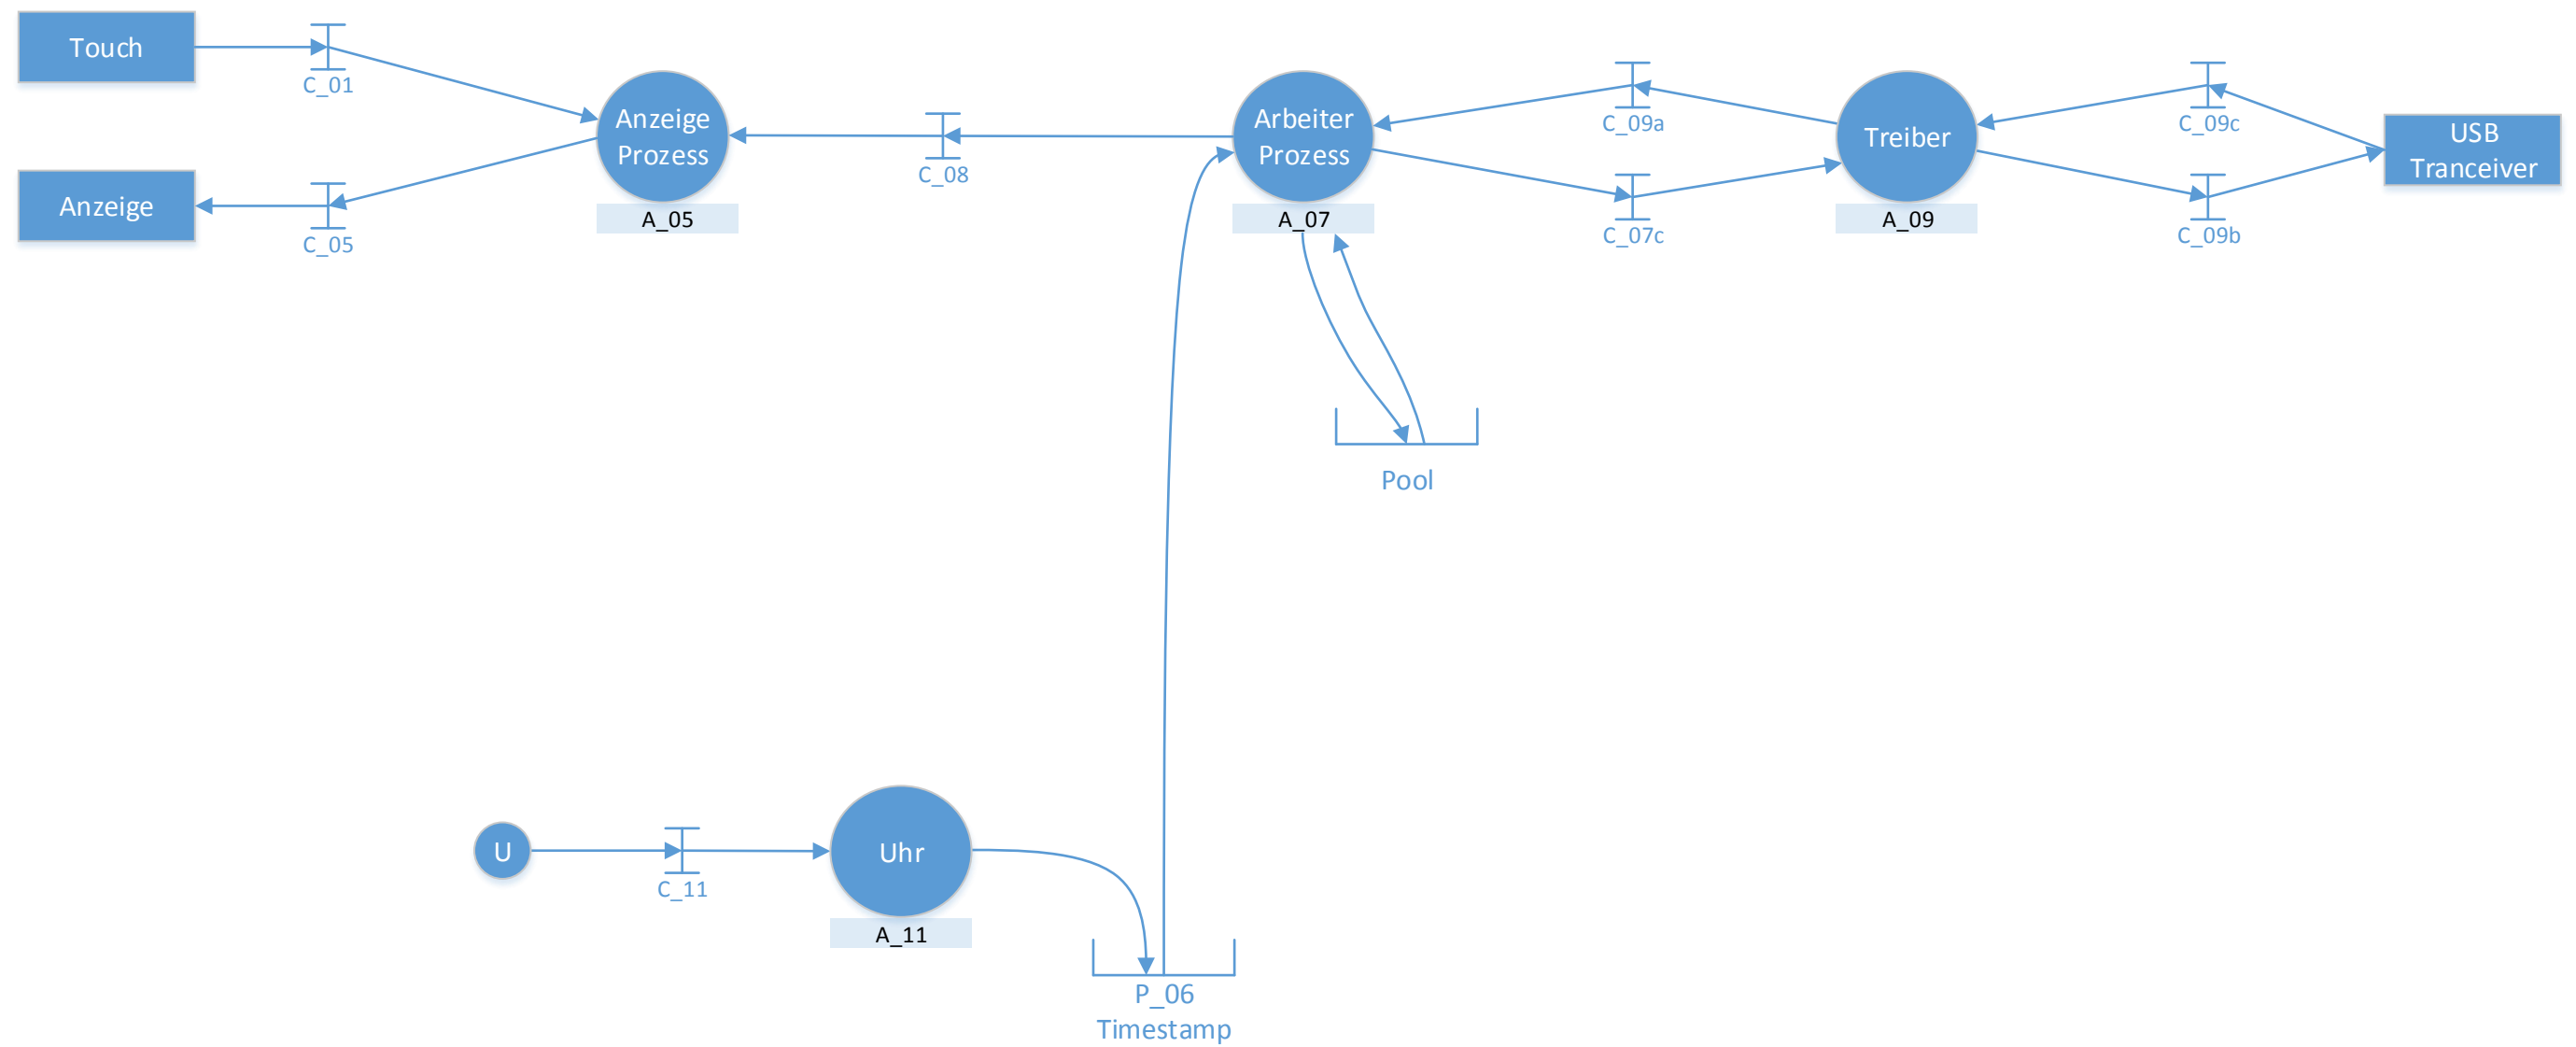 Touch
C_01
Anzeige
C_05
Anzeige
Prozess
A_05
C_08
Arbeiter
Prozess
A_07
C_09a
C_07c
Treiber
A_09
C_09c
C_09b
USB
Tranceiver
Pool
U
C_11
Uhr
A_11
P_06
Timestamp